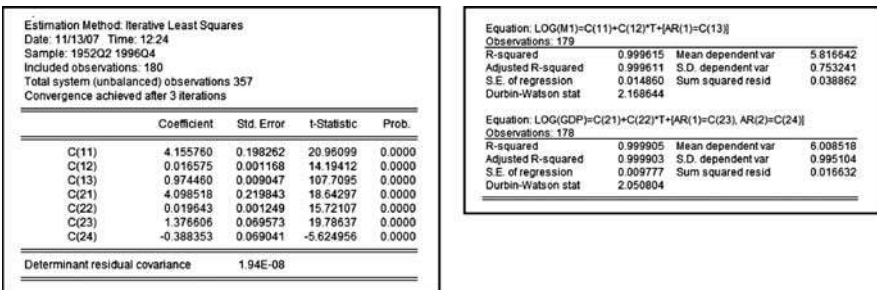 Estimation Method: Iterative Least Squares
Date: 11/13/07 Time: 12:24
Sample: 1952Q2 1996Q4
Included observations: 180
Total system (unbalanced) observations 357
Convergence achieved after 3 iterations
Coefficient Std. Error t-Statistic Prob.
C(11) 4.155760 0.198262 20.96099 0.0000
C(12) 0.016575 0.001168 14.19412 0.0000
C(13) 0.974460 0.009047 107.7095 0.0000
C(21) 4.098518 0.219843 18.64297 0.0000
C(22) 0.019643 0.001249 15.72107 0.0000
C(23) 1.376606 0.069573 19.78637 0.0000
C(24) -0.388353 0.069041 -5.624956 0.0000
Determinant residual covariance 1.94E-08
Equation: LOG(M1)=C(11)+C(12)*T+[AR(1)=C(13)]
Observations: 179
R-squared 0.999615 Mean dependent var 5.816642
Adjusted R-squared 0.999611 S.D. dependent var 0.753241
S.E. of regression 0.014860 Sum squared resid 0.038862
Durbin-Watson stat 2.168644
Equation: LOG(GDP)=C(21)+C(22)*T+[AR(1)=C(23), AR(2)=C(24)]
Observations: 178
R-squared 0.999905 Mean dependent var 6.008518
Adjusted R-squared 0.999903 S.D. dependent var 0.995104
S.E. of regression 0.009777 Sum squared resid 0.016632
Durbin-Watson stat 2.050804